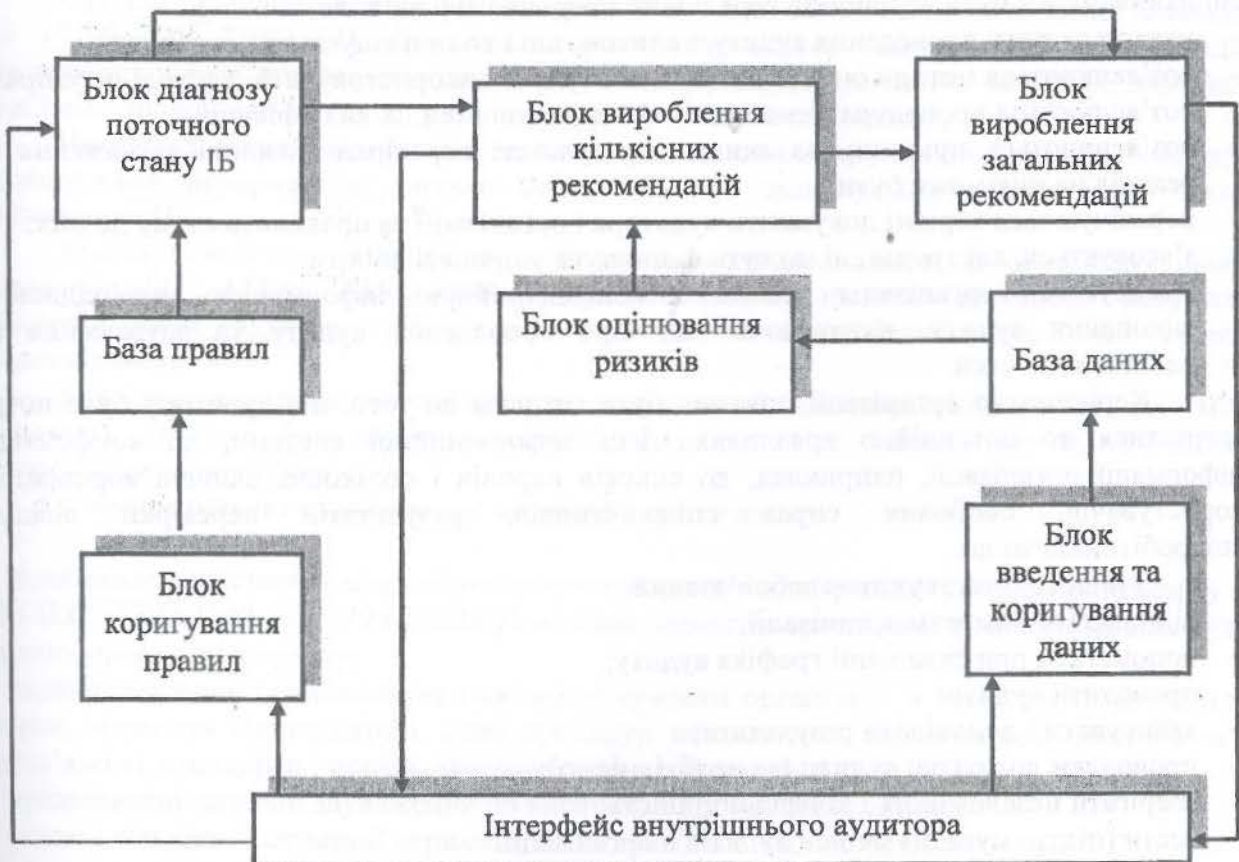 Блок діагнозу
поточного
стану ІБ
Блок вироблення
кількісних
рекомендацій
Блок
вироблення
загальних
рекомендацій
База правил
Блок оцінювання
ризиків
База даних
Блок
коригування
правил
Блок
введення та
коригування
даних
Інтерфейс внутрішнього аудитора